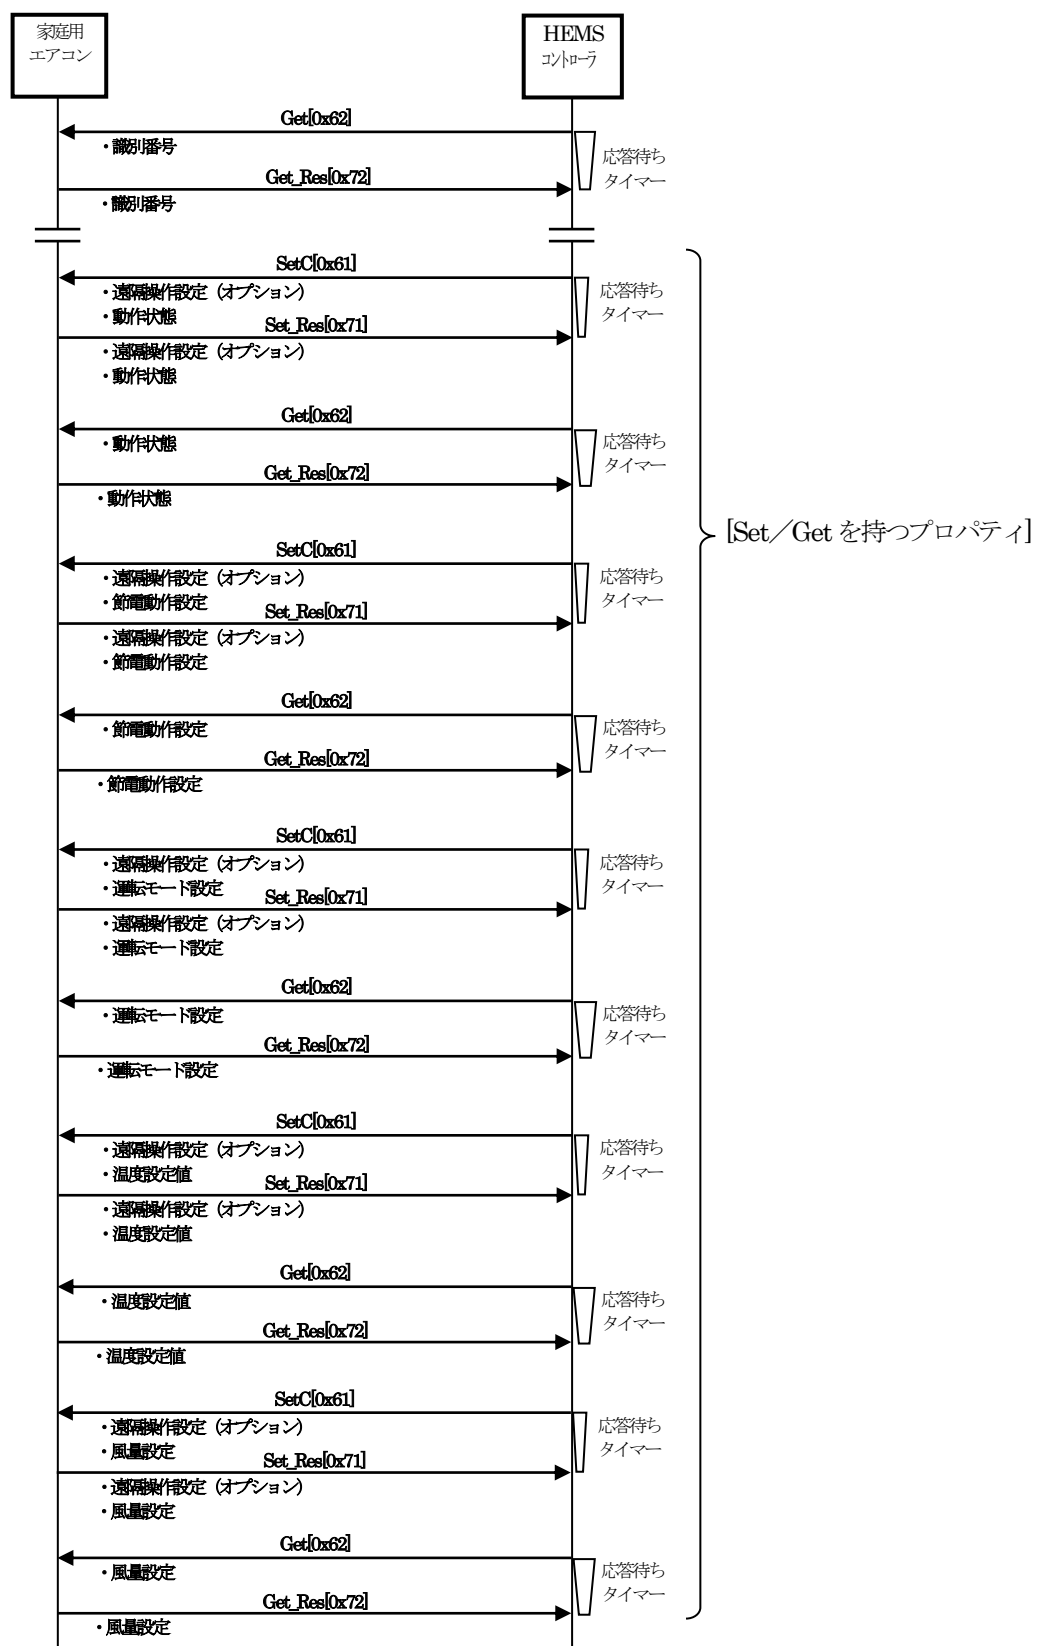 家庭用
エアコン
HEMS
コントローラ
Get[0x62]
・識別番号
応答待ち
タイマー
Get_Res[0x72]
・識別番号
SetC[0x61]
・遠隔操作設定（オプション）
・動作状態
応答待ち
タイマー
Set_Res[0x71]
・遠隔操作設定（オプション）
・動作状態
Get[0x62]
・動作状態
応答待ち
タイマー
Get_Res[0x72]
・動作状態
[Set／Get を持つプロパティ]
SetC[0x61]
・遠隔操作設定（オプション）
・節電動作設定
応答待ち
タイマー
Set_Res[0x71]
・遠隔操作設定（オプション）
・節電動作設定
Get[0x62]
・節電動作設定
応答待ち
タイマー
Get_Res[0x72]
・節電動作設定
SetC[0x61]
・遠隔操作設定（オプション）
・運転モード設定
応答待ち
タイマー
Set_Res[0x71]
・遠隔操作設定（オプション）
・運転モード設定
Get[0x62]
・運転モード設定
応答待ち
タイマー
Get_Res[0x72]
・運転モード設定
SetC[0x61]
・遠隔操作設定（オプション）
・温度設定値
応答待ち
タイマー
Set_Res[0x71]
・遠隔操作設定（オプション）
・温度設定値
Get[0x62]
・温度設定値
応答待ち
タイマー
Get_Res[0x72]
・温度設定値
SetC[0x61]
・遠隔操作設定（オプション）
・風量設定
応答待ち
タイマー
Set_Res[0x71]
・遠隔操作設定（オプション）
・風量設定
Get[0x62]
・風量設定
応答待ち
タイマー
Get_Res[0x72]
・風量設定